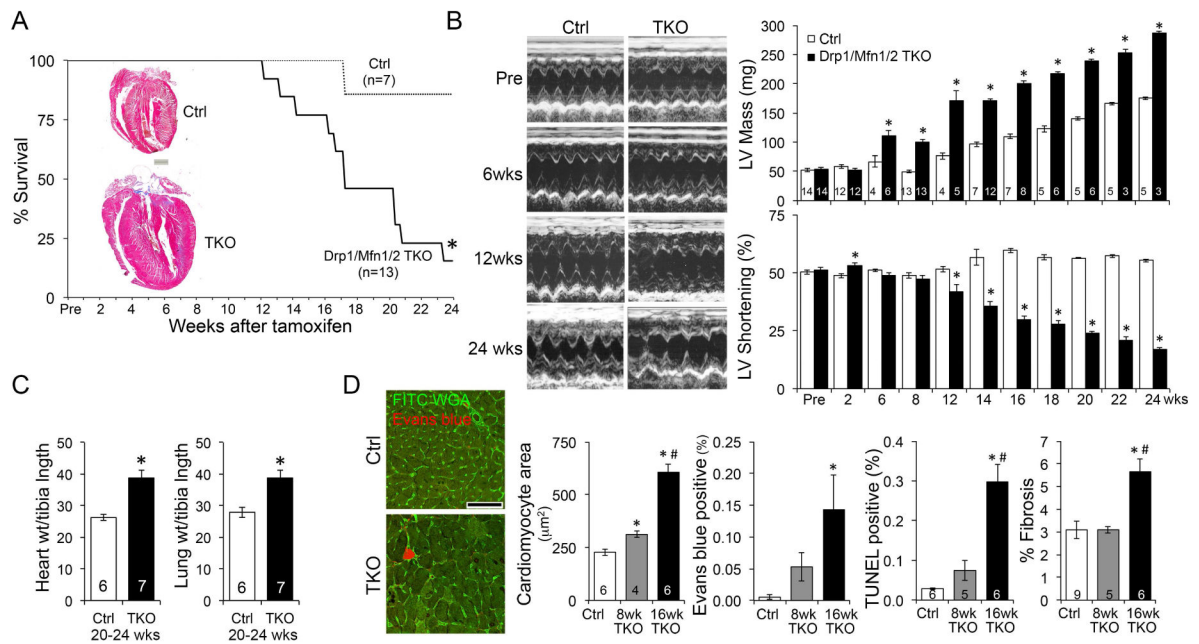 A
% Survival
100
75
50
25
0
Pre 2 4 6 8 10 12 14 16 18 20 22 24
Weeks after tamoxifen
Ctrl
TKO
Ctrl
(n=7)
Drp1/Mfn1/2 TKO
(n=13)
*
B
Ctrl TKO
Pre
6wks
12wks
24 wks
LV Mass (mg)
300
250
200
150
100
50
0
Ctrl
Drp1/Mfn1/2 TKO
* * * * * * * * *
14 14 12 12 4 6 13 13 4 5 7 12 7 8 5 6 5 6 5 3 5 3
LV Shortening (%)
75
50
25
0
* * * * * * * *
Pre 2 6 8 12 14 16 18 20 22 24 wks
C
Heart wt/tibia lngth
50
40
30
20
10
0
*
6 7
Ctrl TKO
20-24 wks
Lung wt/tibia lngth
50
40
30
20
10
0
*
6 7
Ctrl TKO
20-24 wks
D
FITC-WGA
Evans blue
Ctrl
TKO
Cardiomyocyte area
(µm2)
750
500
250
0
*
* #
6 4 6
Ctrl 8wk 16wk
TKO TKO
Evans blue positive (%)
0.25
0.20
0.15
0.10
0.05
0.00
*
Ctrl 8wk 16wk
TKO TKO
TUNEL positive (%)
0.4
0.3
0.2
0.1
0.0
* #
6 5 6
Ctrl 8wk 16wk
TKO TKO
% Fibrosis
7
6
5
4
3
2
1
0
* #
9 5 6
Ctrl 8wk 16wk
TKO TKO